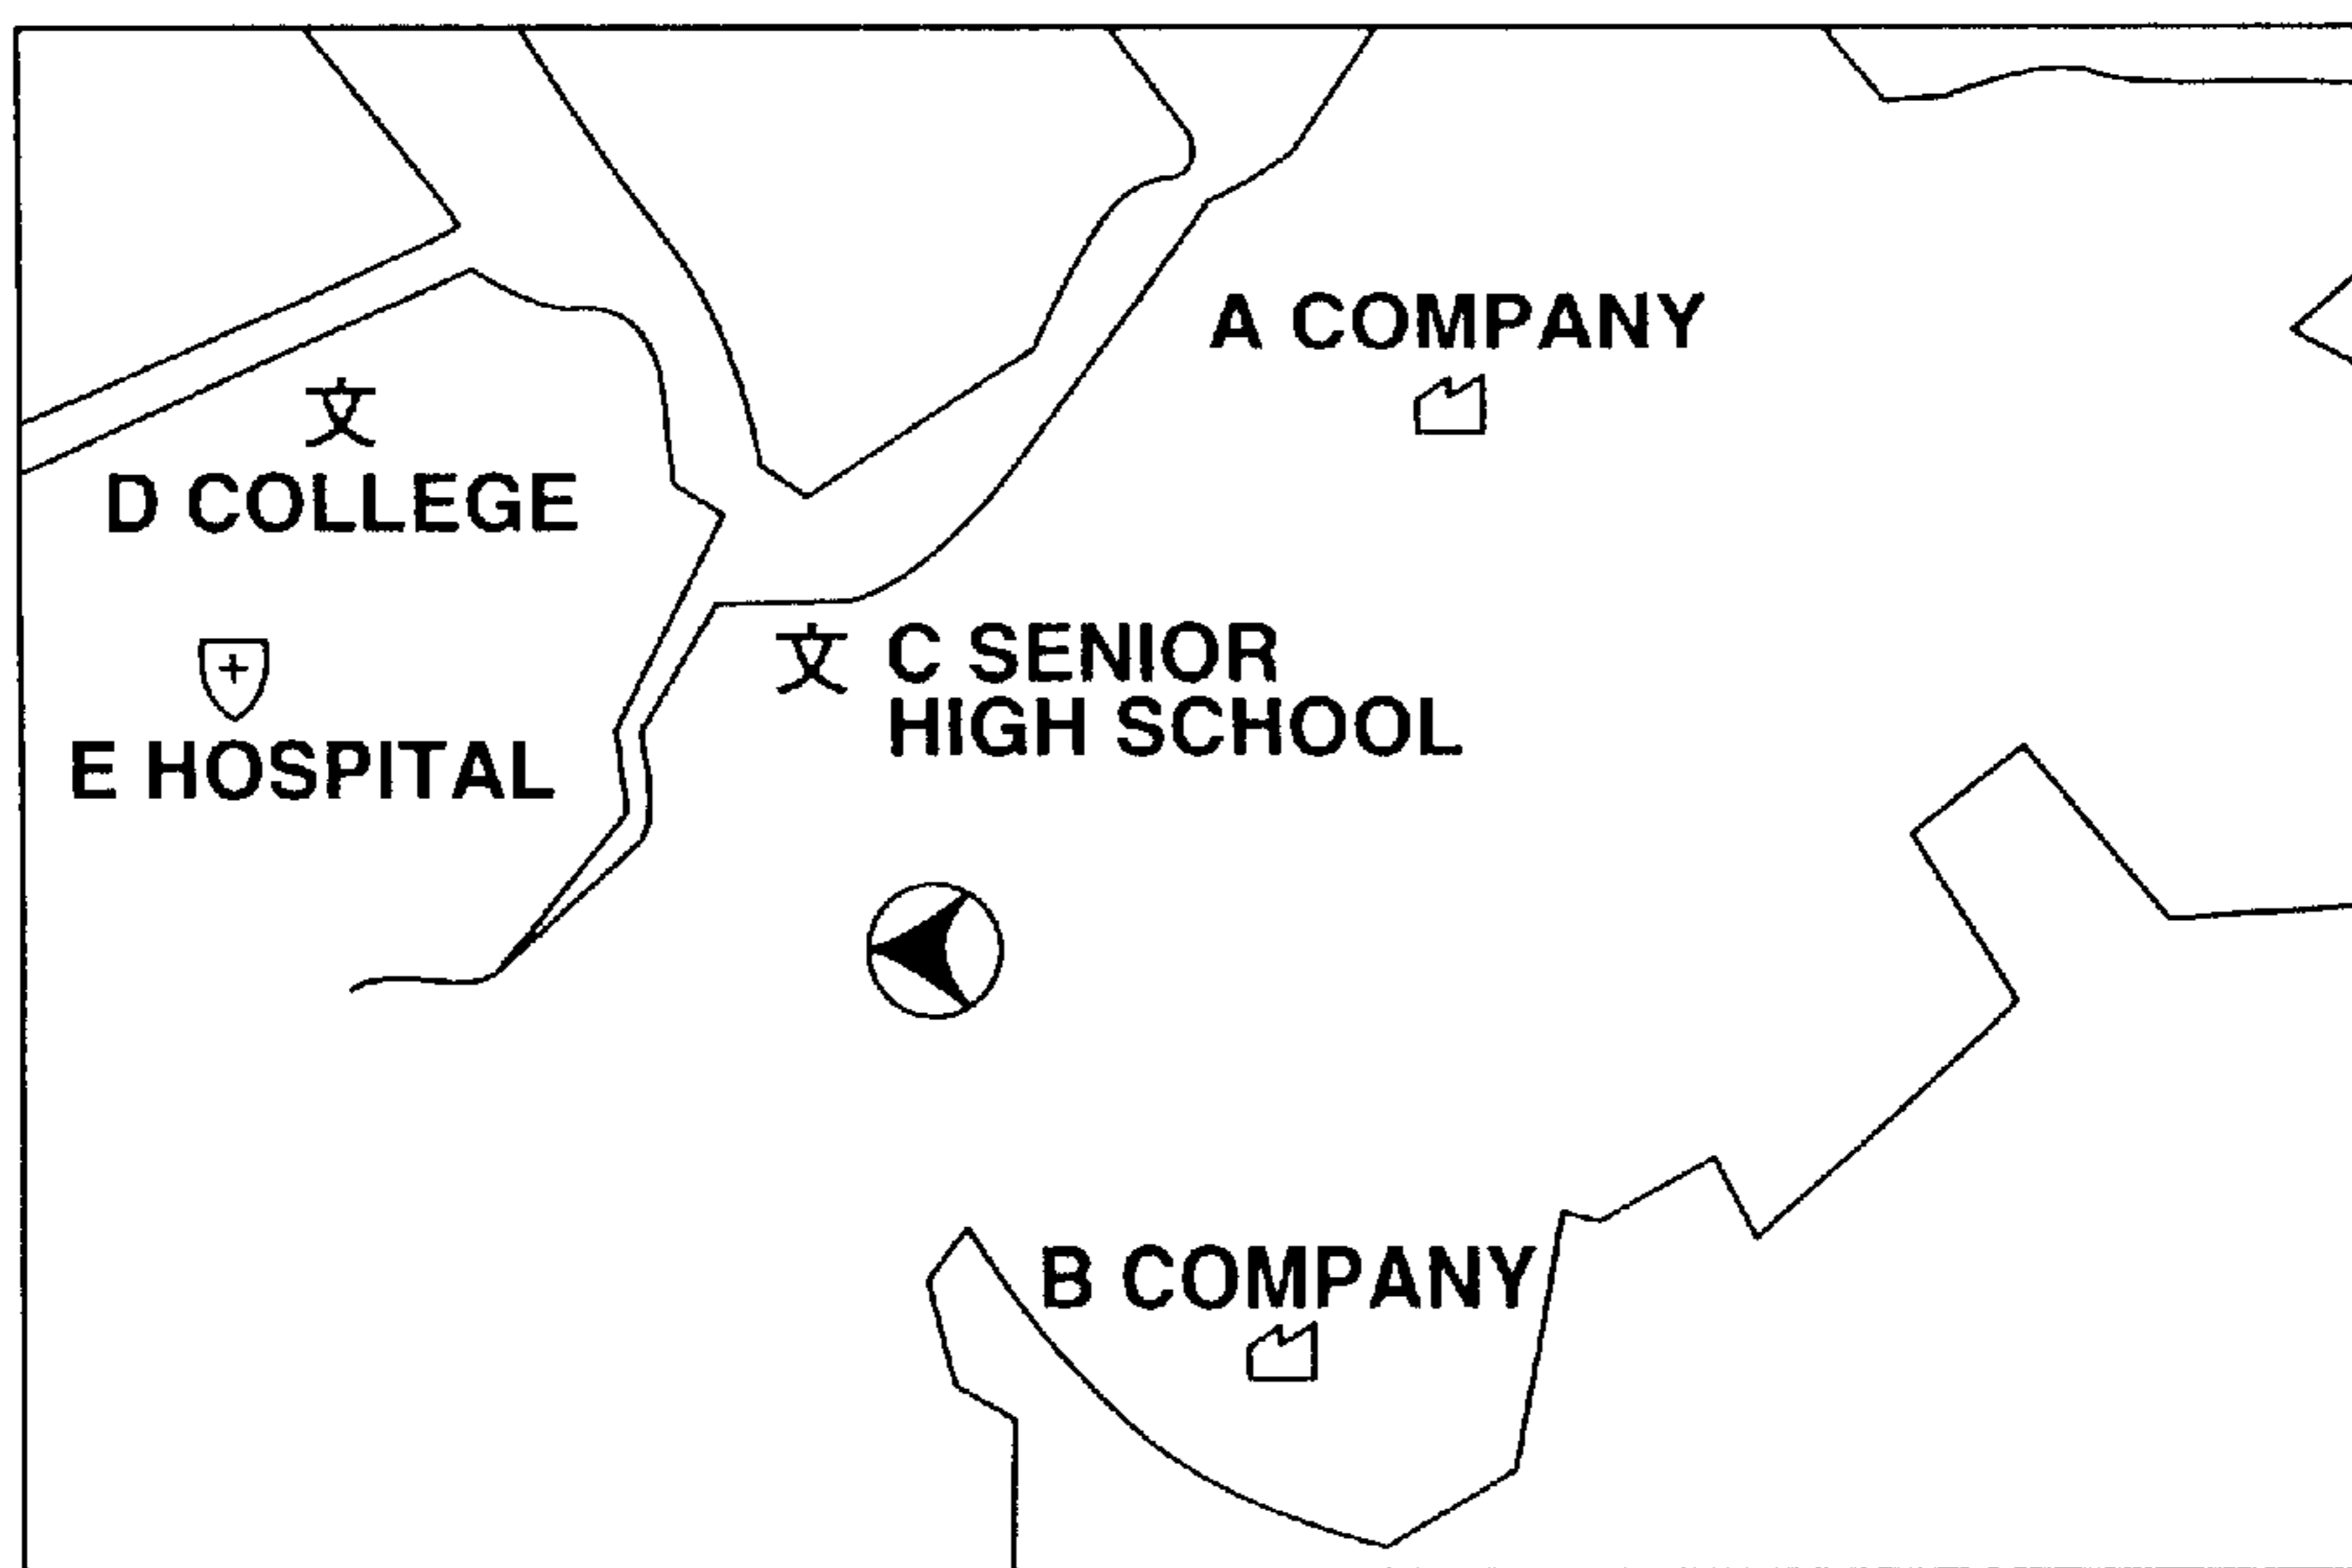 A COMPANY
文
D COLLEGE
文 C SENIOR
HIGH SCHOOL
E HOSPITAL
B COMPANY